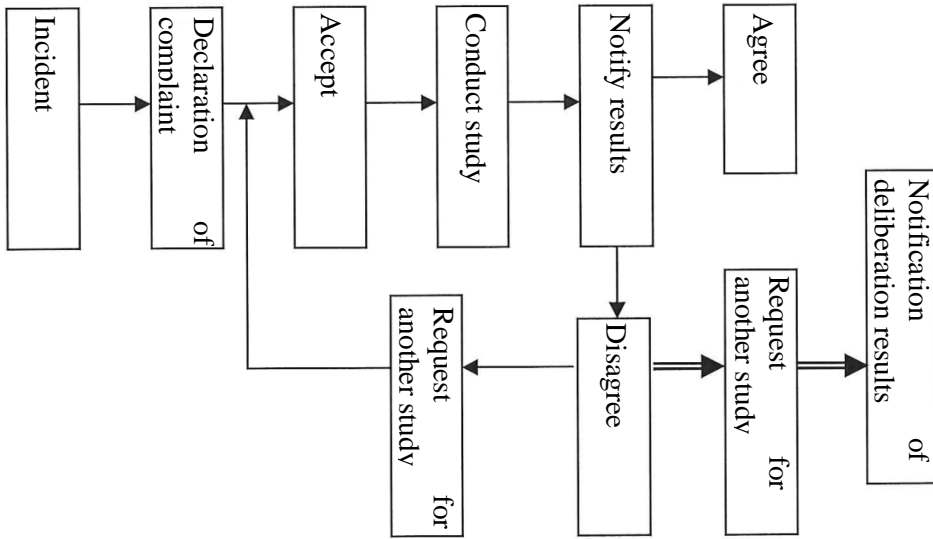 Incident
Declaration of
complaint
Accept
Conduct study
Notify results
Agree
Disagree
Request for
another study
Request for
another study
Notification of
deliberation results